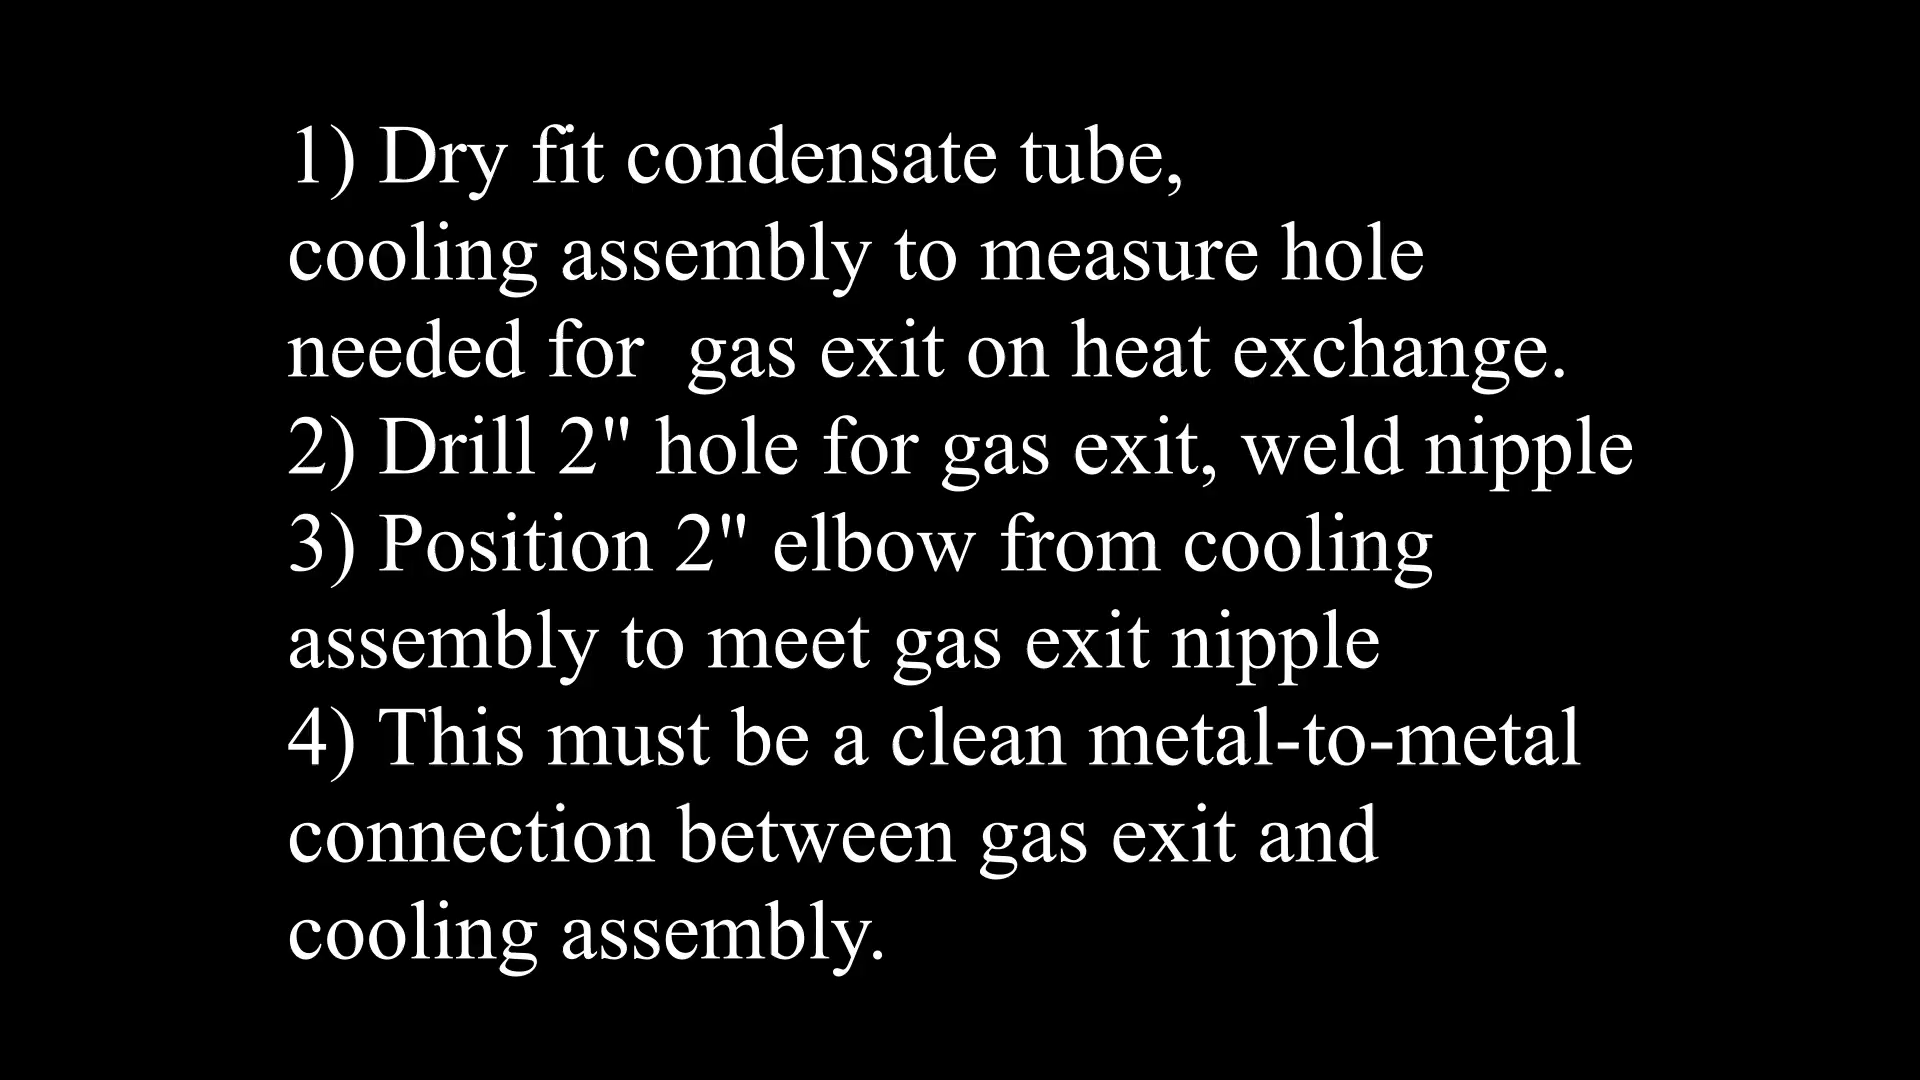 1) Dry fit condensate tube,
cooling assembly to measure hole
needed for  gas exit on heat exchange.
2) Drill 2" hole for gas exit, weld nipple
3) Position 2" elbow from cooling
assembly to meet gas exit nipple
4) This must be a clean metal-to-metal
connection between gas exit and
cooling assembly.